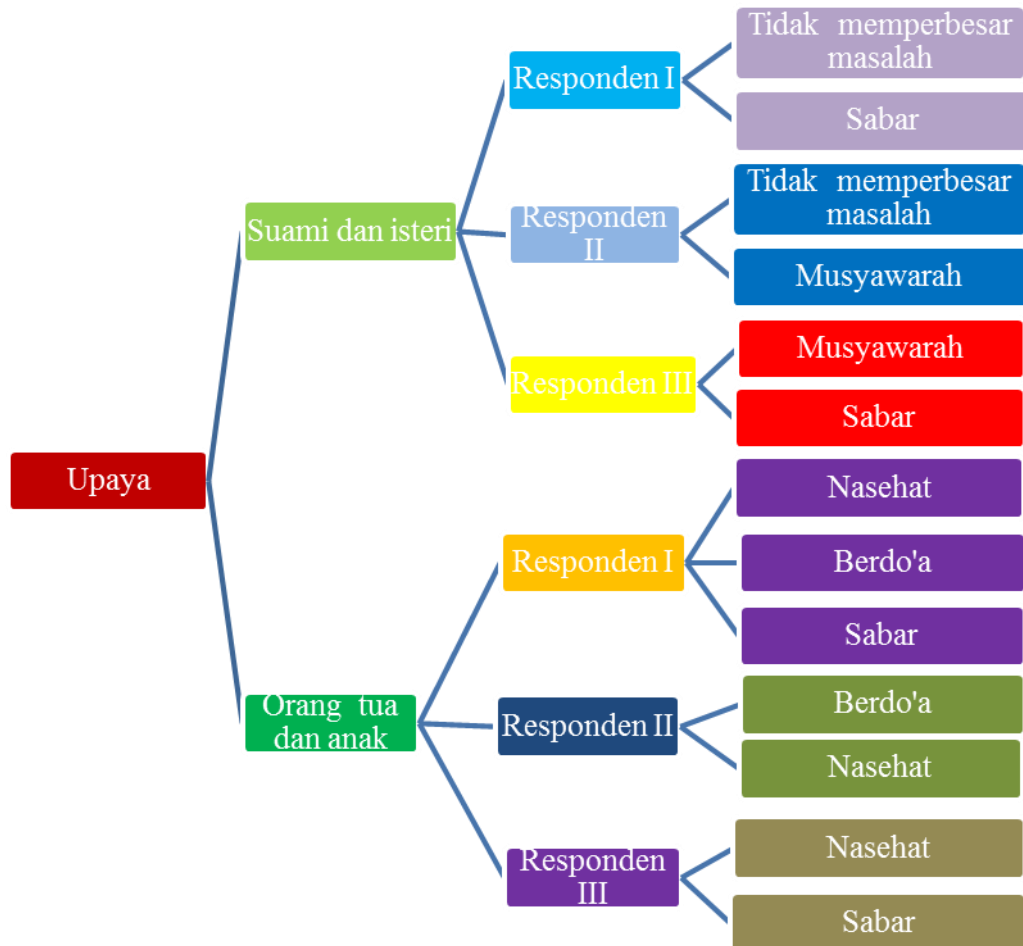 Upaya
Suami dan isteri
Responden I
Tidak memperbesar
masalah
Sabar
Responden
II
Tidak memperbesar
masalah
Musyawarah
Responden III
Musyawarah
Sabar
Orang tua
dan anak
Responden I
Nasehat
Berdo'a
Sabar
Responden II
Berdo'a
Nasehat
Responden
III
Nasehat
Sabar